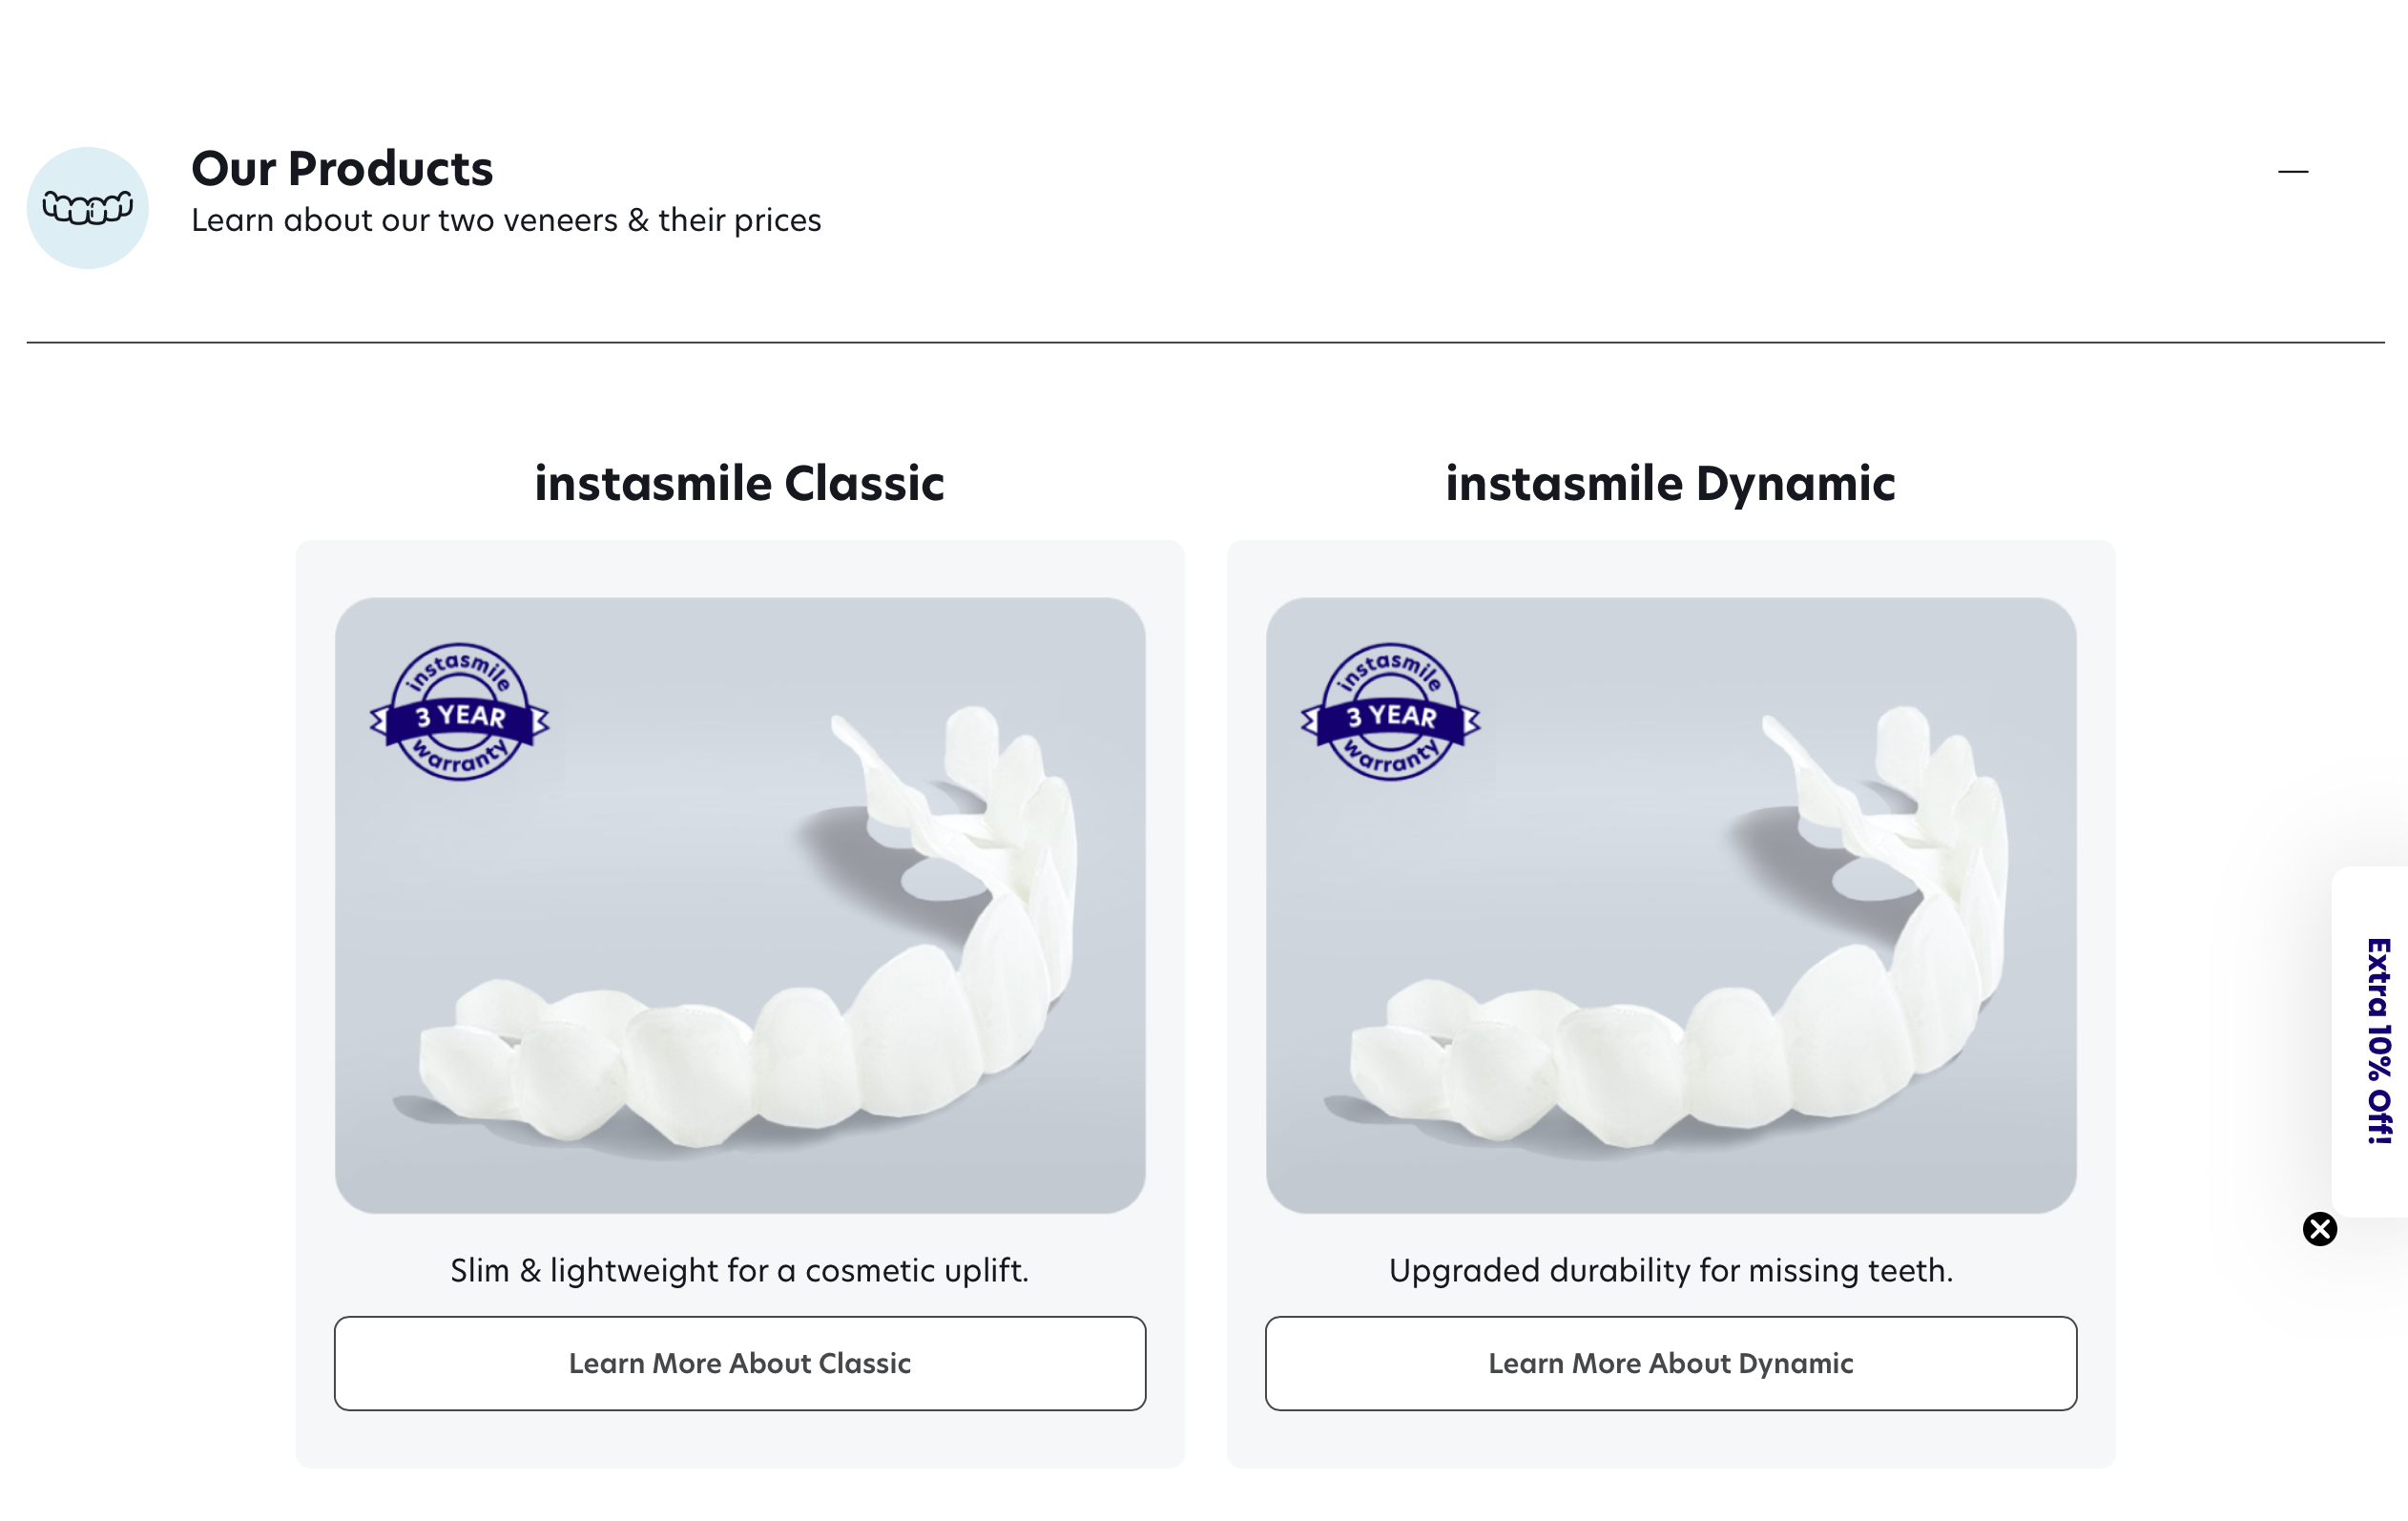 Our Products
Learn about our two veneers & their prices
instasmile Classic
instasmile Dynamic
instasmile
3 YEAR
warranty
instasmile
3 YEAR
warranty
Slim & lightweight for a cosmetic uplift.
Upgraded durability for missing teeth.
Learn More About Classic
Learn More About Dynamic
Extra 10% Off!